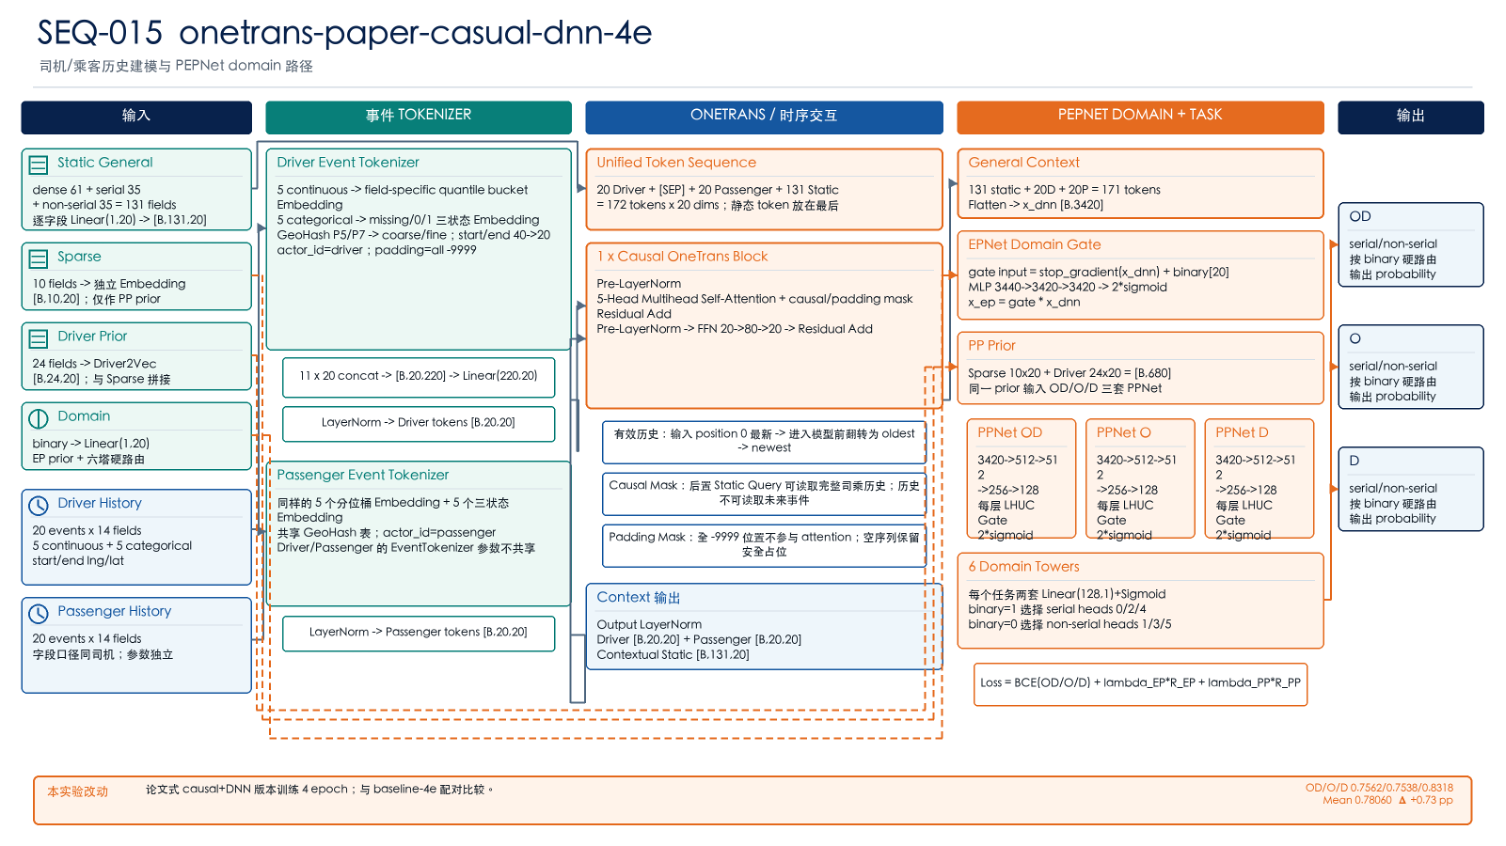 SEQ-015 onetrans-paper-casual-dnn-4e
司机/乘客历史建模与 PEPNet domain 路径
输入
Static General
dense 61 + serial 35
+ non-serial 35 = 131 fields
逐字段 Linear(1,20) -> [B,131,20]
Sparse
10 fields -> 独立 Embedding
[B,10,20]；仅作 PP prior
Driver Prior
24 fields -> Driver2Vec
[B,24,20]；与 Sparse 拼接
Domain
binary -> Linear(1,20)
EP prior + 六塔硬路由
Driver History
20 events x 14 fields
5 continuous + 5 categorical
start/end lng/lat
Passenger History
20 events x 14 fields
字段口径同司机；参数独立
事件 TOKENIZER
Driver Event Tokenizer
5 continuous -> field-specific quantile bucket
Embedding
5 categorical -> missing/0/1 三状态 Embedding
GeoHash P5/P7 -> coarse/fine；start/end 40->20
actor_id=driver；padding=all -9999
11 x 20 concat -> [B,20,220] -> Linear(220,20)
LayerNorm -> Driver tokens [B,20,20]
Passenger Event Tokenizer
同样的 5 个分位桶 Embedding + 5 个三状态
Embedding
共享 GeoHash 表；actor_id=passenger
Driver/Passenger 的 EventTokenizer 参数不共享
LayerNorm -> Passenger tokens [B,20,20]
ONETRANS / 时序交互
Unified Token Sequence
20 Driver + [SEP] + 20 Passenger + 131 Static
= 172 tokens x 20 dims；静态 token 放在最后
1 x Causal OneTrans Block
Pre-LayerNorm
5-Head Multihead Self-Attention + causal/padding mask
Residual Add
Pre-LayerNorm -> FFN 20->80->20 -> Residual Add
有效历史：输入 position 0 最新 -> 进入模型前翻转为 oldest
-> newest
Causal Mask：后置 Static Query 可读取完整司乘历史；历史
不可读取未来事件
Padding Mask：全 -9999 位置不参与 attention；空序列保留
安全占位
Context 输出
Output LayerNorm
Driver [B,20,20] + Passenger [B,20,20]
Contextual Static [B,131,20]
PEPNET DOMAIN + TASK
General Context
131 static + 20D + 20P = 171 tokens
Flatten -> x_dnn [B,3420]
EPNet Domain Gate
gate input = stop_gradient(x_dnn) + binary[20]
MLP 3440->3420->3420 -> 2*sigmoid
x_ep = gate * x_dnn
PP Prior
Sparse 10x20 + Driver 24x20 = [B,680]
同一 prior 输入 OD/O/D 三套 PPNet
PPNet OD
3420->512->51
2
->256->128
每层 LHUC
Gate
2*sigmoid
PPNet O
3420->512->51
2
->256->128
每层 LHUC
Gate
2*sigmoid
PPNet D
3420->512->51
2
->256->128
每层 LHUC
Gate
2*sigmoid
6 Domain Towers
每个任务两套 Linear(128,1)+Sigmoid
binary=1 选择 serial heads 0/2/4
binary=0 选择 non-serial heads 1/3/5
Loss = BCE(OD/O/D) + lambda_EP*R_EP + lambda_PP*R_PP
输出
OD
serial/non-serial
按 binary 硬路由
输出 probability
O
serial/non-serial
按 binary 硬路由
输出 probability
D
serial/non-serial
按 binary 硬路由
输出 probability
本实验改动
论文式 causal+DNN 版本训练 4 epoch；与 baseline-4e 配对比较。
OD/O/D 0.7562/0.7538/0.8318
Mean 0.78060 Δ +0.73 pp